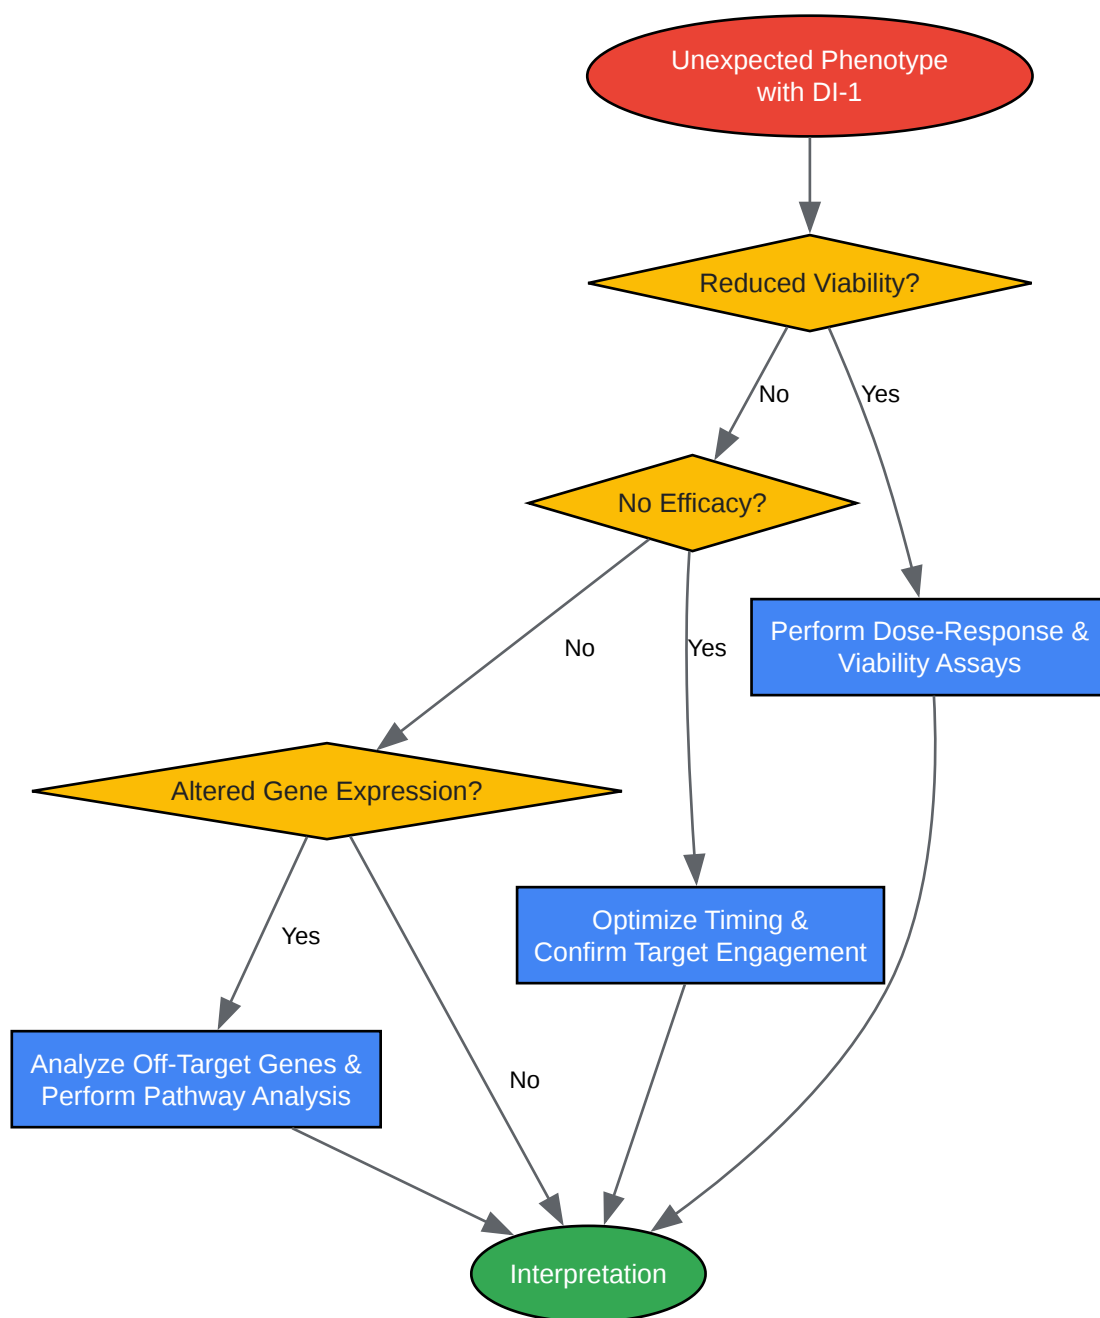 Unexpected Phenotype
with DI-1
Reduced Viability?
No
Yes
No Efficacy?
No
Yes
Perform Dose-Response &
Viability Assays
Altered Gene Expression?
Optimize Timing &
Confirm Target Engagement
Yes
No
Analyze Off-Target Genes &
Perform Pathway Analysis
Interpretation